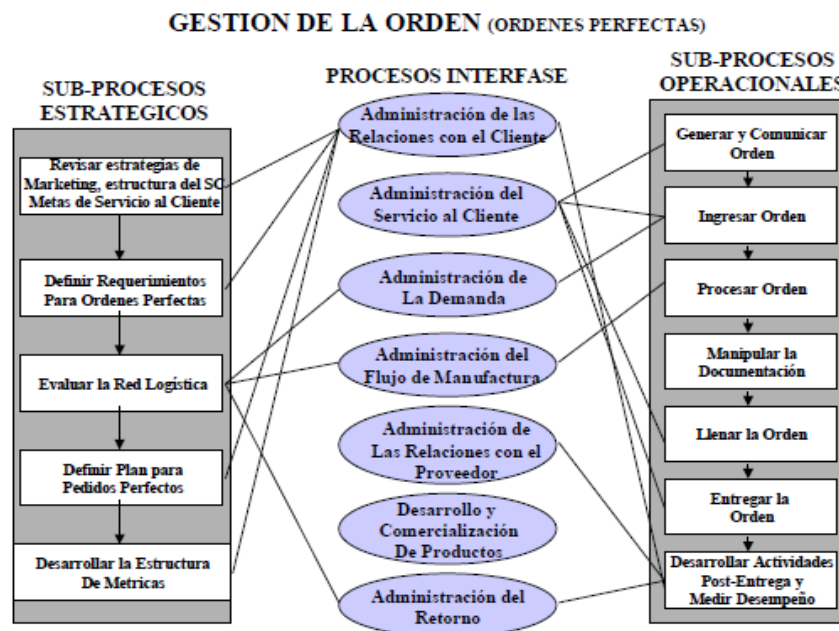 GESTION DE LA ORDEN (ORDENES PERFECTAS)
SUB-PROCESOS
ESTRATEGICOS
Revisar estrategias de
Marketing, estructura del SC
Metas de Servicio al Cliente
Definir Requerimientos
Para Ordenes Perfectas
Evaluar la Red Logística
Definir Plan para
Pedidos Perfectos
Desarrollar la Estructura
De Metricas
PROCESOS INTERFASE
Administración de las
Relaciones con el Cliente
Administración del
Servicio al Cliente
Administración de
La Demanda
Administración del
Flujo de Manufactura
Administración de
Las Relaciones con el
Proveedor
Desarrollo y
Comercialización
De Productos
Administración del
Retorno
SUB-PROCESOS
OPERACIONALES
Generar y Comunicar
Orden
Ingresar Orden
Procesar Orden
Manipular la
Documentación
Llenar la Orden
Entregar la
Orden
Desarrollar Actividades
Post-Entrega y
Medir Desempeño